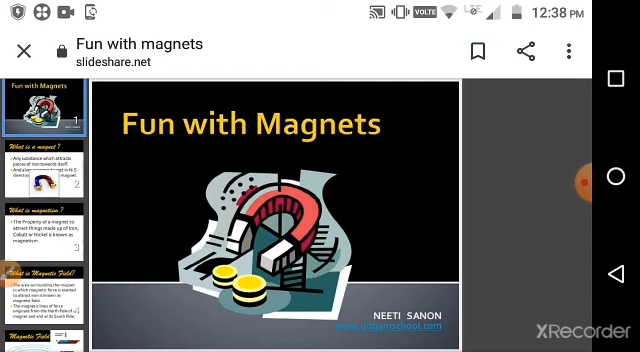 VOLTE
LTE
12:38 PM
Fun with magnets
slideshare.net
Fun with Magnets
1
What is a magnet ?
Any substance which attracts
pieces of iron towards itself
2
What is magnetism ?
The Property of a magnet to
attract things made up of Iron,
Cobalt or Nickel is known as
magnetism.
3
What is Magnetic Field?
The area surrounding the magnet
in which magnetic force is exerted
to attract iron is known as
magnetic field.
The magnetic lines of force
originate from the North Pole of a
magnet and end at its South Pole.
Magnetic Field
Fun with Magnets
NEETI SANON
www.udgamschool.com
XRecorder